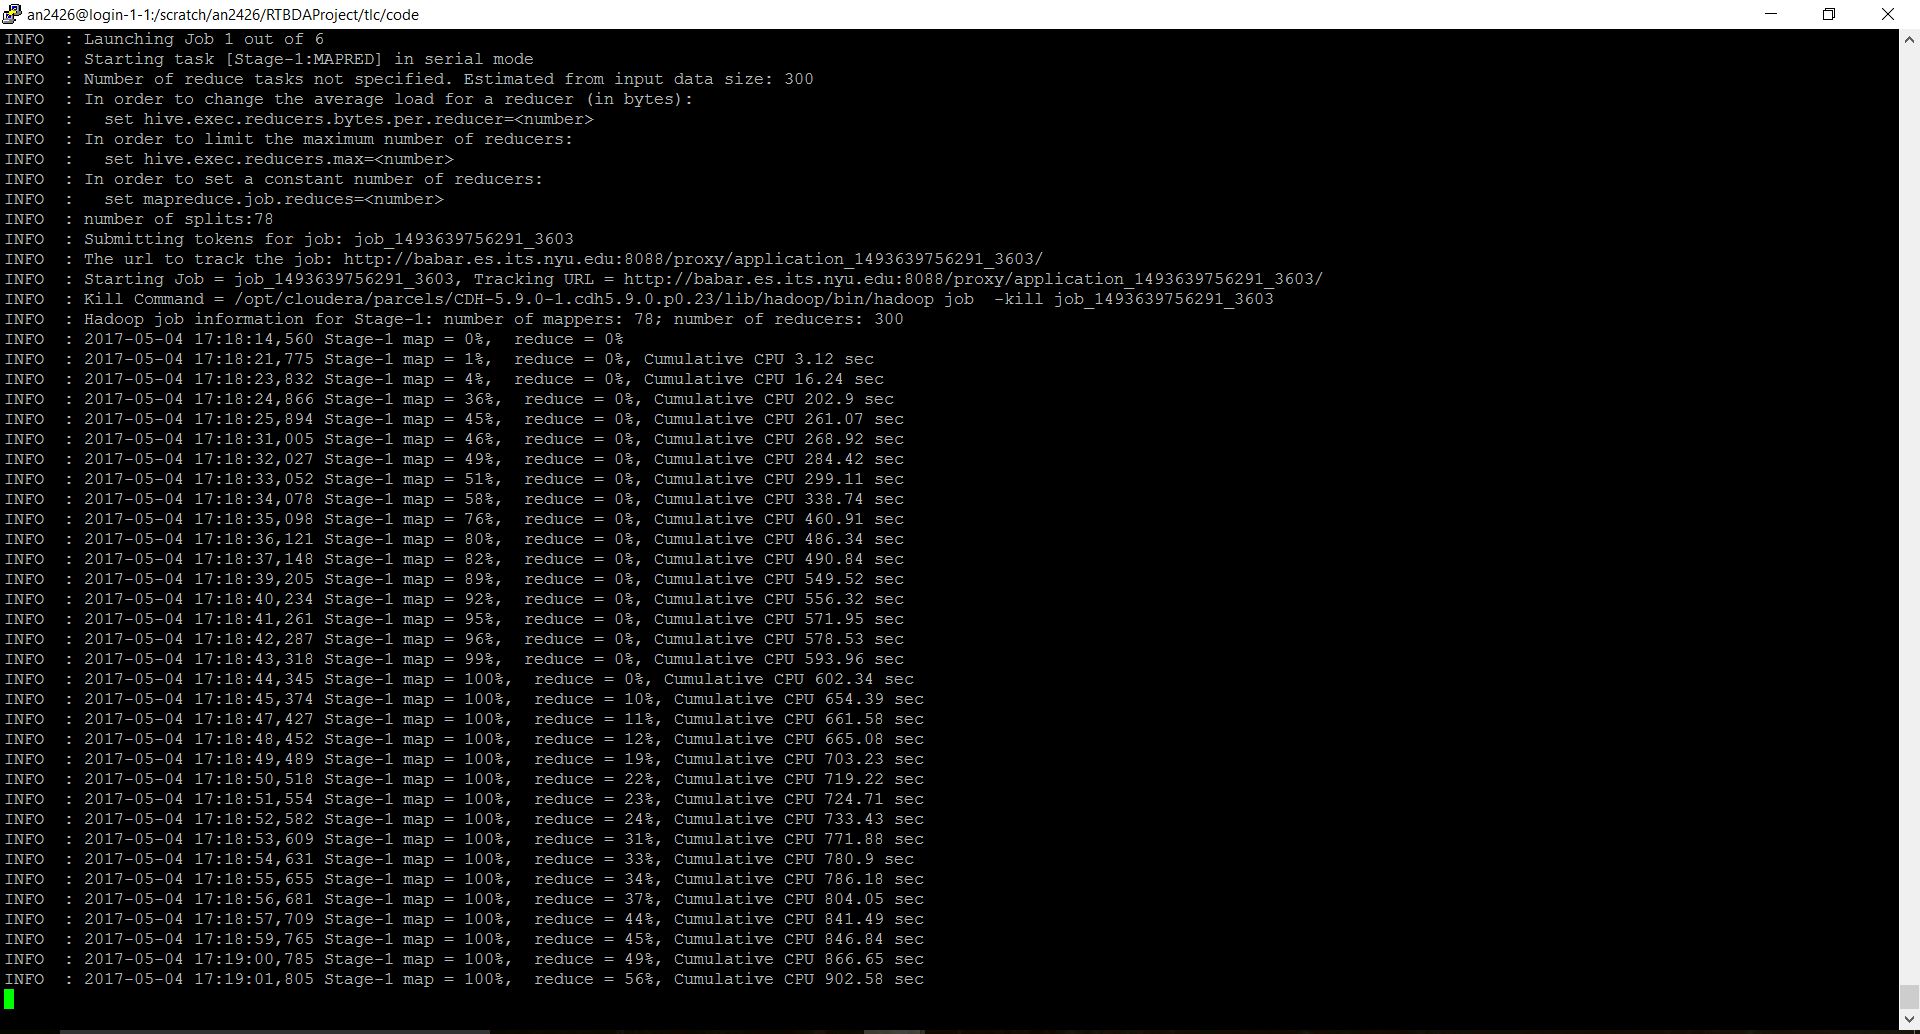 an2426@login-1-1:/scratch/an2426/RTBDAProject/tlc/code
INFO  : Launching Job 1 out of 6
INFO  : Starting task [Stage-1:MAPRED] in serial mode
INFO  : Number of reduce tasks not specified. Estimated from input data size: 300
INFO  : In order to change the average load for a reducer (in bytes):
INFO  :   set hive.exec.reducers.bytes.per.reducer=<number>
INFO  : In order to limit the maximum number of reducers:
INFO  :   set hive.exec.reducers.max=<number>
INFO  : In order to set a constant number of reducers:
INFO  :   set mapreduce.job.reduces=<number>
INFO  : number of splits:78
INFO  : Submitting tokens for job: job_1493639756291_3603
INFO  : The url to track the job: http://babar.es.its.nyu.edu:8088/proxy/application_1493639756291_3603/
INFO  : Starting Job = job_1493639756291_3603, Tracking URL = http://babar.es.its.nyu.edu:8088/proxy/application_1493639756291_3603/
INFO  : Kill Command = /opt/cloudera/parcels/CDH-5.9.0-1.cdh5.9.0.p0.23/lib/hadoop/bin/hadoop job  -kill job_1493639756291_3603
INFO  : Hadoop job information for Stage-1: number of mappers: 78; number of reducers: 300
INFO  : 2017-05-04 17:18:14,560 Stage-1 map = 0%,  reduce = 0%
INFO  : 2017-05-04 17:18:21,775 Stage-1 map = 1%,  reduce = 0%, Cumulative CPU 3.12 sec
INFO  : 2017-05-04 17:18:23,832 Stage-1 map = 4%,  reduce = 0%, Cumulative CPU 16.24 sec
INFO  : 2017-05-04 17:18:24,866 Stage-1 map = 36%,  reduce = 0%, Cumulative CPU 202.9 sec
INFO  : 2017-05-04 17:18:25,894 Stage-1 map = 45%,  reduce = 0%, Cumulative CPU 261.07 sec
INFO  : 2017-05-04 17:18:31,005 Stage-1 map = 46%,  reduce = 0%, Cumulative CPU 268.92 sec
INFO  : 2017-05-04 17:18:32,027 Stage-1 map = 49%,  reduce = 0%, Cumulative CPU 284.42 sec
INFO  : 2017-05-04 17:18:33,052 Stage-1 map = 51%,  reduce = 0%, Cumulative CPU 299.11 sec
INFO  : 2017-05-04 17:18:34,078 Stage-1 map = 58%,  reduce = 0%, Cumulative CPU 338.74 sec
INFO  : 2017-05-04 17:18:35,098 Stage-1 map = 76%,  reduce = 0%, Cumulative CPU 460.91 sec
INFO  : 2017-05-04 17:18:36,121 Stage-1 map = 80%,  reduce = 0%, Cumulative CPU 486.34 sec
INFO  : 2017-05-04 17:18:37,148 Stage-1 map = 82%,  reduce = 0%, Cumulative CPU 490.84 sec
INFO  : 2017-05-04 17:18:39,205 Stage-1 map = 89%,  reduce = 0%, Cumulative CPU 549.52 sec
INFO  : 2017-05-04 17:18:40,234 Stage-1 map = 92%,  reduce = 0%, Cumulative CPU 556.32 sec
INFO  : 2017-05-04 17:18:41,261 Stage-1 map = 95%,  reduce = 0%, Cumulative CPU 571.95 sec
INFO  : 2017-05-04 17:18:42,287 Stage-1 map = 96%,  reduce = 0%, Cumulative CPU 578.53 sec
INFO  : 2017-05-04 17:18:43,318 Stage-1 map = 99%,  reduce = 0%, Cumulative CPU 593.96 sec
INFO  : 2017-05-04 17:18:44,345 Stage-1 map = 100%,  reduce = 0%, Cumulative CPU 602.34 sec
INFO  : 2017-05-04 17:18:45,374 Stage-1 map = 100%,  reduce = 10%, Cumulative CPU 654.39 sec
INFO  : 2017-05-04 17:18:47,427 Stage-1 map = 100%,  reduce = 11%, Cumulative CPU 661.58 sec
INFO  : 2017-05-04 17:18:48,452 Stage-1 map = 100%,  reduce = 12%, Cumulative CPU 665.08 sec
INFO  : 2017-05-04 17:18:49,489 Stage-1 map = 100%,  reduce = 19%, Cumulative CPU 703.23 sec
INFO  : 2017-05-04 17:18:50,518 Stage-1 map = 100%,  reduce = 22%, Cumulative CPU 719.22 sec
INFO  : 2017-05-04 17:18:51,554 Stage-1 map = 100%,  reduce = 23%, Cumulative CPU 724.71 sec
INFO  : 2017-05-04 17:18:52,582 Stage-1 map = 100%,  reduce = 24%, Cumulative CPU 733.43 sec
INFO  : 2017-05-04 17:18:53,609 Stage-1 map = 100%,  reduce = 31%, Cumulative CPU 771.88 sec
INFO  : 2017-05-04 17:18:54,631 Stage-1 map = 100%,  reduce = 33%, Cumulative CPU 780.9 sec
INFO  : 2017-05-04 17:18:55,655 Stage-1 map = 100%,  reduce = 34%, Cumulative CPU 786.18 sec
INFO  : 2017-05-04 17:18:56,681 Stage-1 map = 100%,  reduce = 37%, Cumulative CPU 804.05 sec
INFO  : 2017-05-04 17:18:57,709 Stage-1 map = 100%,  reduce = 44%, Cumulative CPU 841.49 sec
INFO  : 2017-05-04 17:18:59,765 Stage-1 map = 100%,  reduce = 45%, Cumulative CPU 846.84 sec
INFO  : 2017-05-04 17:19:00,785 Stage-1 map = 100%,  reduce = 49%, Cumulative CPU 866.65 sec
INFO  : 2017-05-04 17:19:01,805 Stage-1 map = 100%,  reduce = 56%, Cumulative CPU 902.58 sec